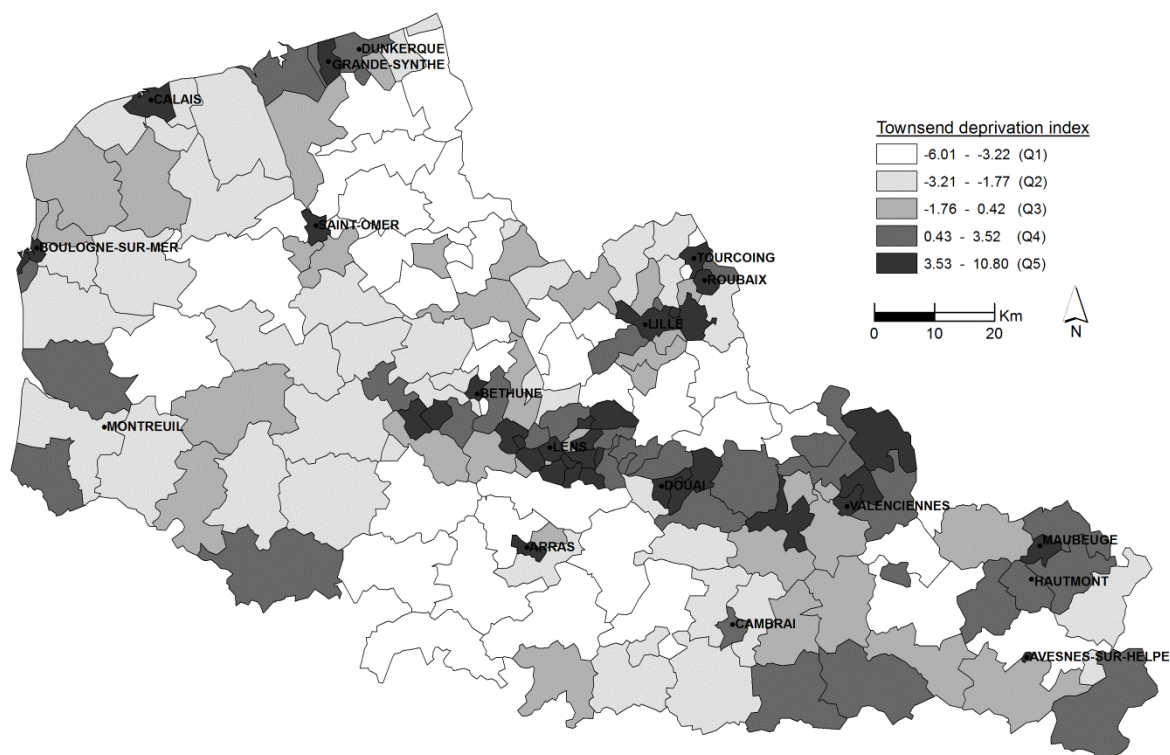 DUNKERQUE
GRANDE-SYNTHE
CALAIS
Townsend deprivation index
-6.01 - -3.22 (Q1)
-3.21 - -1.77 (Q2)
-1.76 - 0.42 (Q3)
0.43 - 3.52 (Q4)
3.53 - 10.80 (Q5)
SAINT-OMER
BOULOGNE-SUR-MER
TOURCOING
ROUBAIX
Km
0 10 20
N
LILLE
BETHUNE
MONTREUIL
LENS
DOUAI
VALENCIENNES
ARRAS
MAUBEUGE
HAUTMONT
CAMBRAI
AVESNES-SUR-HELPE